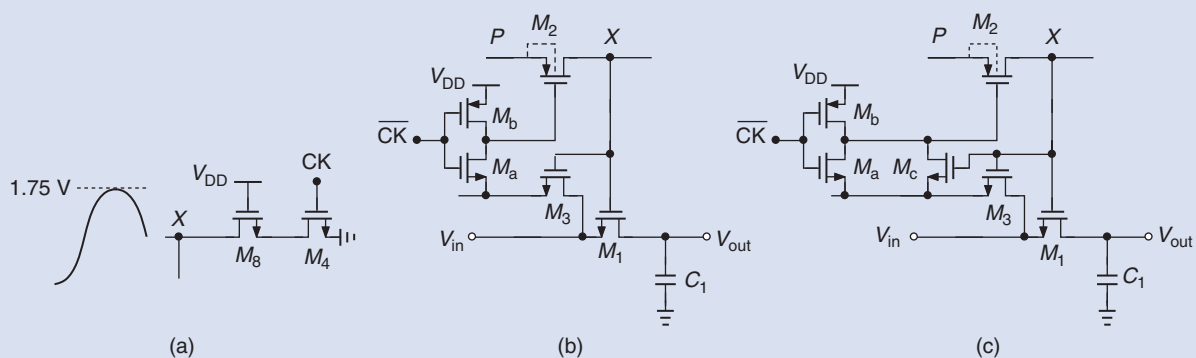 1.75 V
X
V_DD
M_8
CK
M_4
(a)
P
M_2
X
V_DD
M_b
CK
M_a
M_3
V_in
M_1
V_out
C_1
(b)
P
M_2
X
V_DD
M_b
CK
M_a
M_c
M_3
V_in
M_1
V_out
C_1
(c)